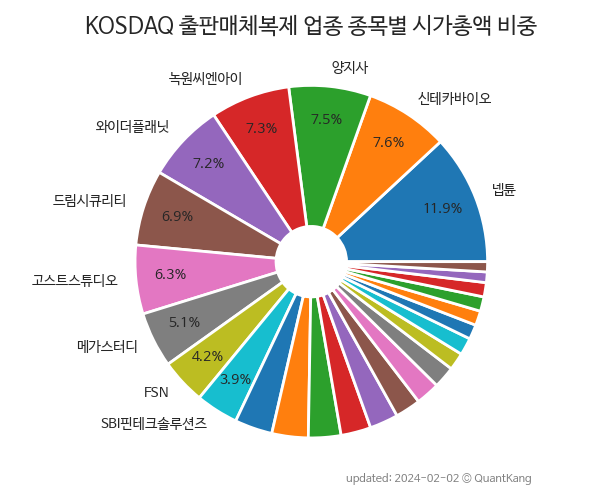 KOSDAQ 출판매체복제 업종 종목별 시가총액 비중
넵튠
11.9%
신테카바이오
7.6%
양지사
7.5%
녹원씨엔아이
7.3%
와이더플래닛
7.2%
드림시큐리티
6.9%
고스트스튜디오
6.3%
메가스터디
5.1%
FSN
4.2%
SBI핀테크솔루션즈
3.9%
updated: 2024-02-02 © QuantKang